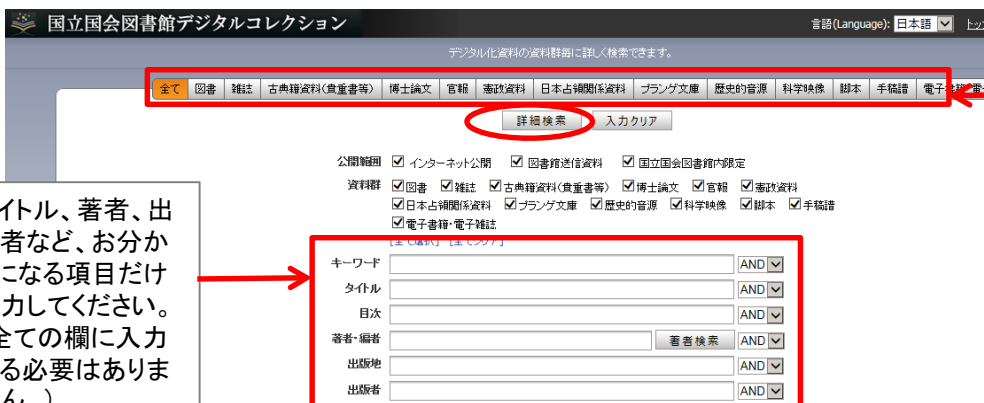 国立国会図書館デジタルコレクション
言語(Language): 日本語
デジタル化資料の資料群毎に詳しく検索できます。
全て 図書 雑誌 古典籍資料(貴重書等) 博士論文 官報 憲政資料 日本占領関係資料 プランゲ文庫 歴史的音源 科学映像 脚本 手稿譜
詳細検索 入力クリア
公開範囲 インターネット公開 図書館送信資料 国立国会図書館内限定
資料群 図書 雑誌 古典籍資料(貴重書等) 博士論文 官報 憲政資料
日本占領関係資料 プランゲ文庫 歴史的音源 科学映像 脚本 手稿譜
電子書籍・電子雑誌
[全て選択] [全てクリア]
イトル、著者、出
者など、お分か
になる項目だけ
力してください。
全ての欄に入力
る必要はありま
ん。)
キーワード AND
タイトル AND
目次 AND
著者・編者 著者検索 AND
出版地 AND
出版者 AND